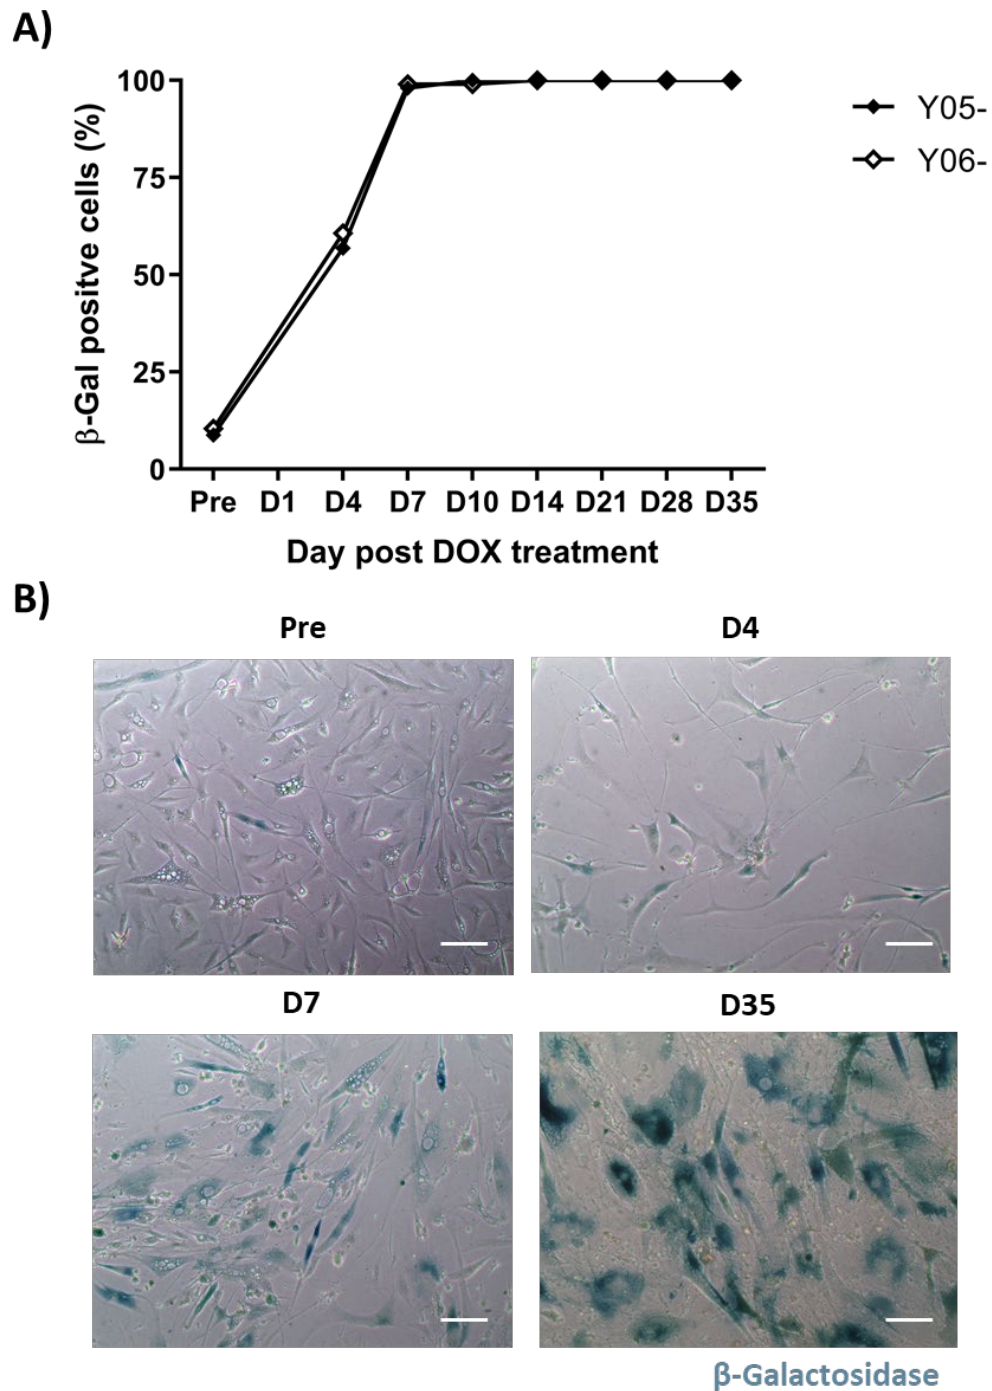 A)
β-Gal positve cells (%)
100
75
50
25
0
Pre D1 D4 D7 D10 D14 D21 D28 D35
Day post DOX treatment
Y05-
Y06-
B)
Pre
D4
D7
D35
β-Galactosidase